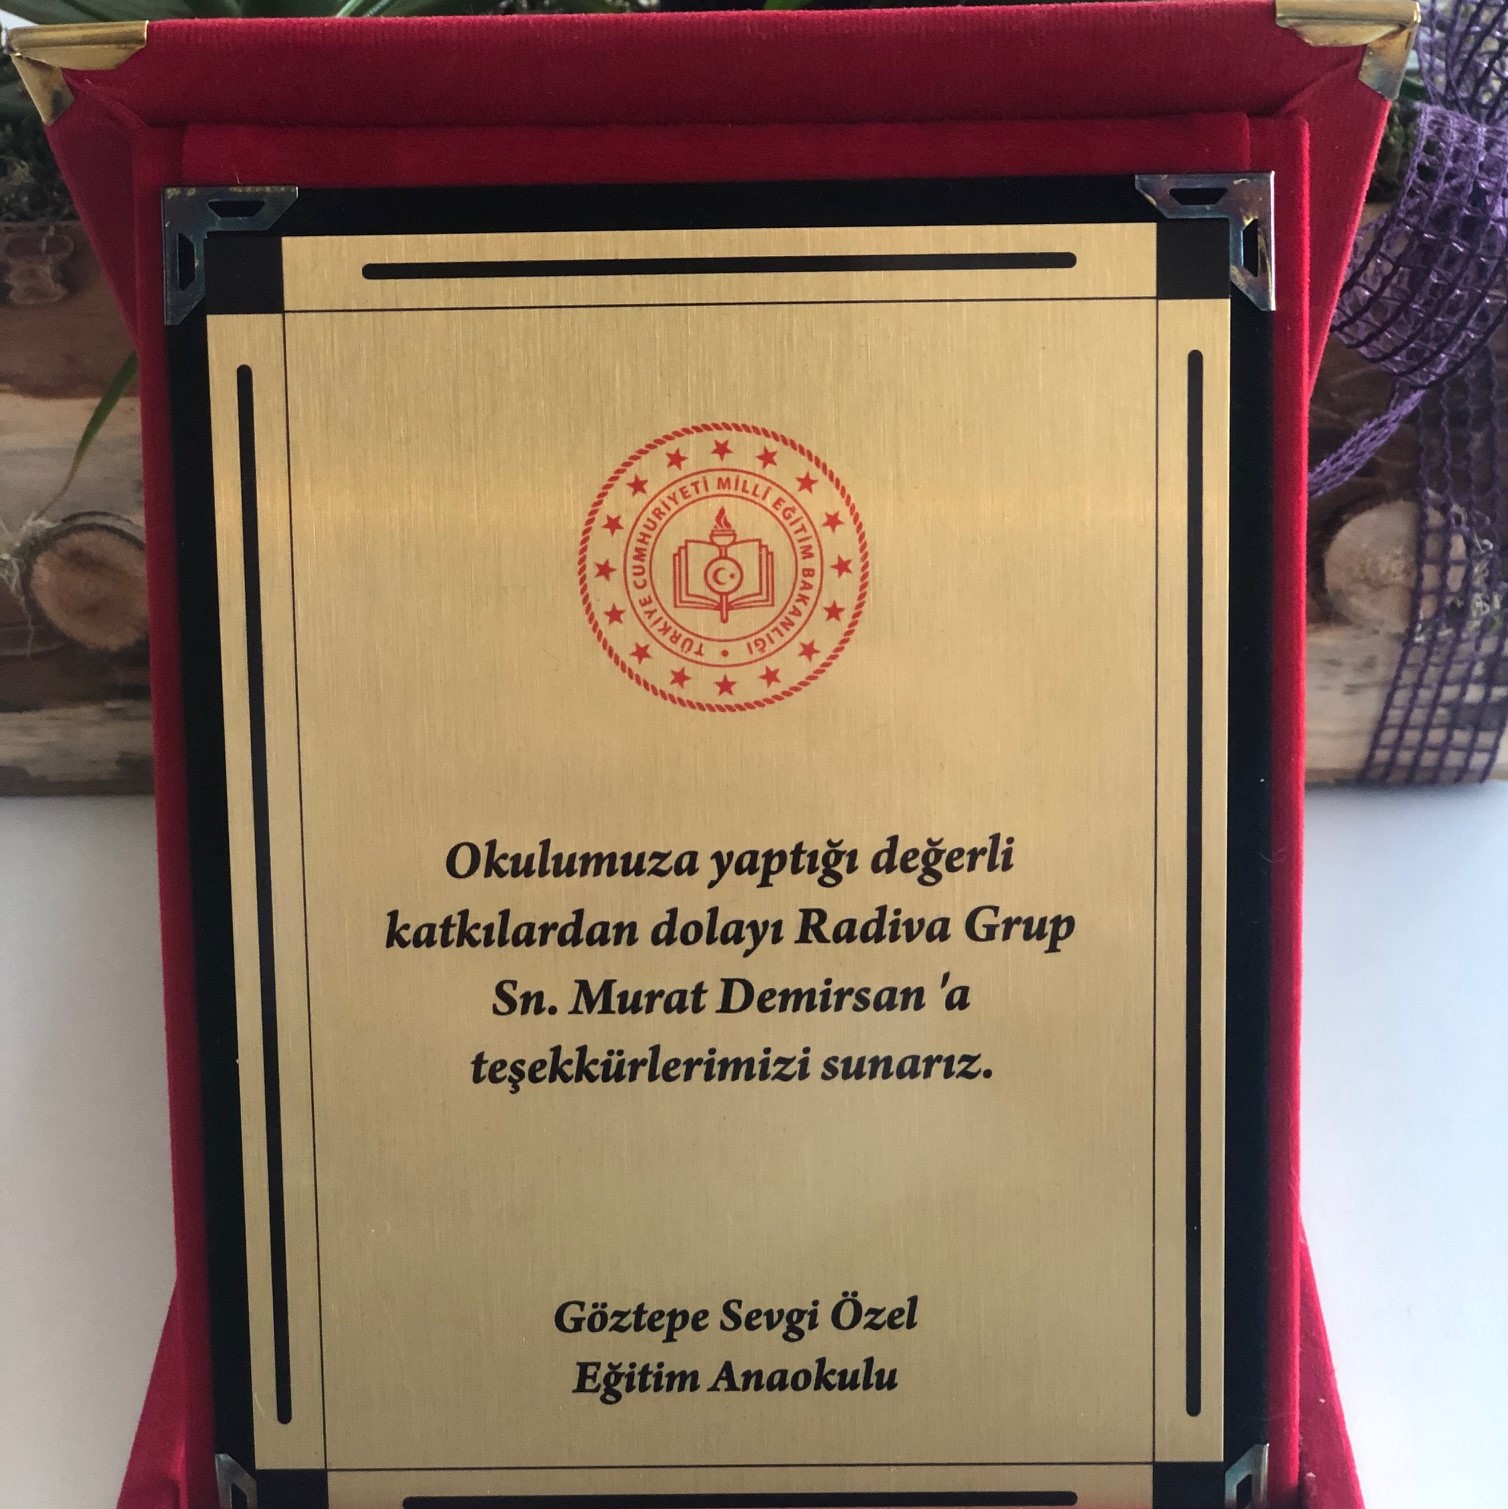 TÜRKİYE CUMHURİYETİ MİLLÎ EĞİTİM BAKANLIĞI
Okulumuza yaptığı değerli
katkılardan dolayı Radiva Grup
Sn. Murat Demirsan 'a
teşekkürlerimizi sunarız.
Göztepe Sevgi Özel
Eğitim Anaokulu